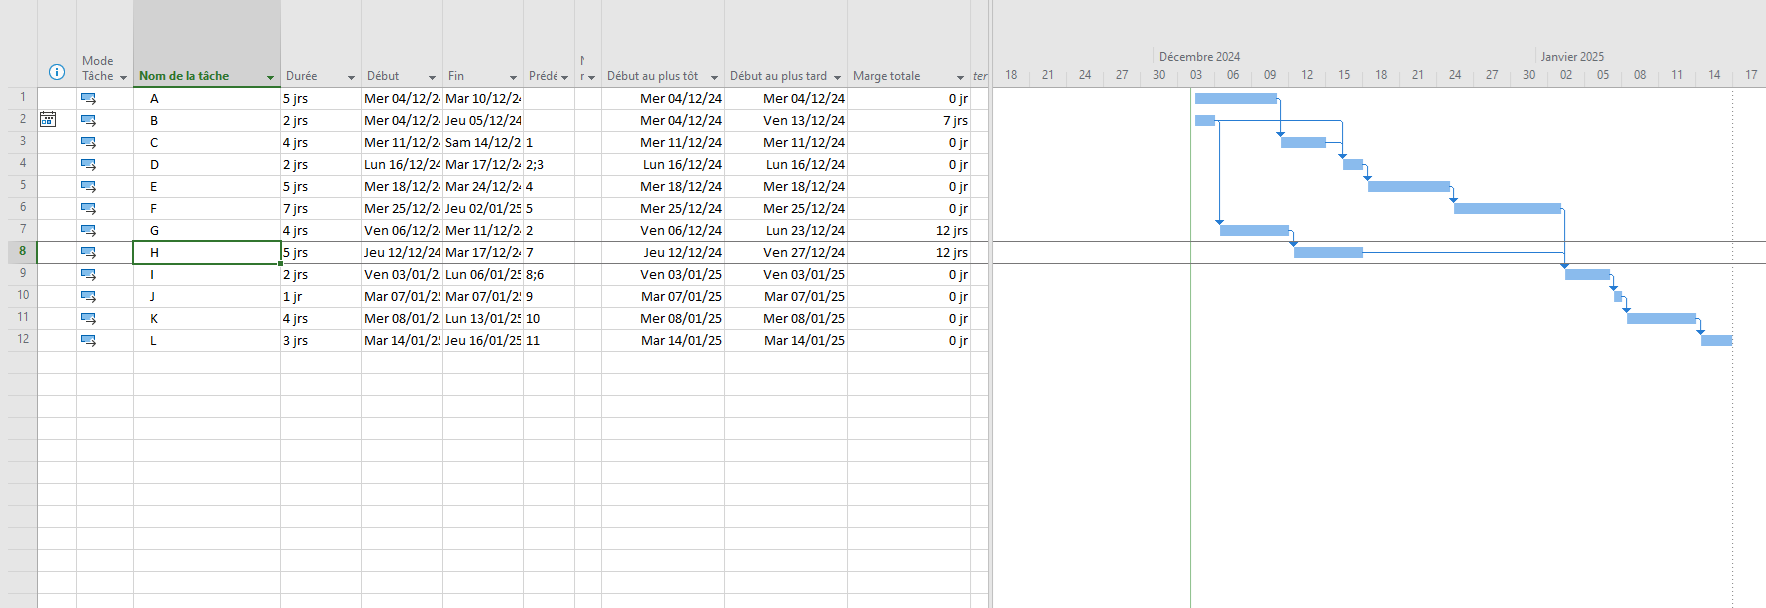 Décembre 2024 Janvier 2025
Mode
Tâche Nom de la tâche Durée Début Fin Prédé Début au plus tôt Début au plus tard Marge totale ter 18 21 24 27 30 03 06 09 12 15 18 21 24 27 30 02 05 08 11 14 17
1 A 5 jrs Mer 04/12/2 Mar 10/12/24 Mer 04/12/24 Mer 04/12/24 0 jr
2 B 2 jrs Mer 04/12/2 Jeu 05/12/24 Mer 04/12/24 Ven 13/12/24 7 jrs
3 C 4 jrs Mer 11/12/2 Sam 14/12/2 1 Mer 11/12/24 Mer 11/12/24 0 jr
4 D 2 jrs Lun 16/12/24 Mar 17/12/24 2;3 Lun 16/12/24 Lun 16/12/24 0 jr
5 E 5 jrs Mer 18/12/2 Mar 24/12/24 4 Mer 18/12/24 Mer 18/12/24 0 jr
6 F 7 jrs Mer 25/12/2 Jeu 02/01/25 5 Mer 25/12/24 Mer 25/12/24 0 jr
7 G 4 jrs Ven 06/12/24 Mer 11/12/24 2 Ven 06/12/24 Lun 23/12/24 12 jrs
8 H 5 jrs Jeu 12/12/24 Mar 17/12/24 7 Jeu 12/12/24 Ven 27/12/24 12 jrs
9 I 2 jrs Ven 03/01/2 Lun 06/01/25 8;6 Ven 03/01/25 Ven 03/01/25 0 jr
10 J 1 jr Mar 07/01/2 Mar 07/01/25 9 Mar 07/01/25 Mar 07/01/25 0 jr
11 K 4 jrs Mer 08/01/2 Lun 13/01/25 10 Mer 08/01/25 Mer 08/01/25 0 jr
12 L 3 jrs Mar 14/01/2 Jeu 16/01/25 11 Mar 14/01/25 Mar 14/01/25 0 jr